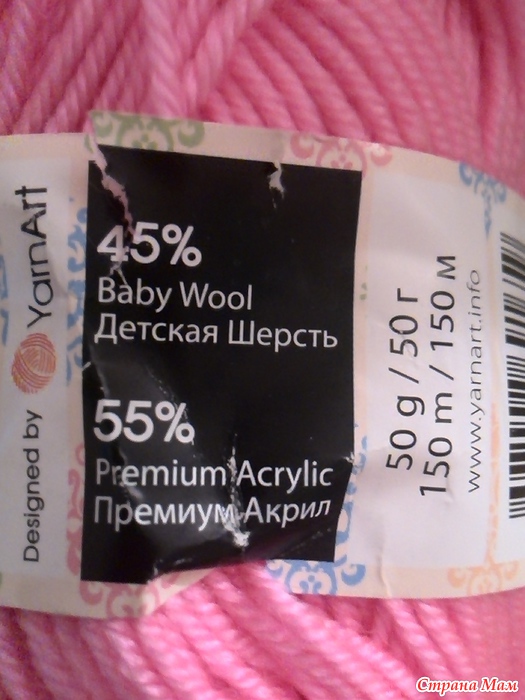 Designed by YarnArt
45%
Baby Wool
Детская Шерсть
55%
Premium Acrylic
Премиум Акрил
50 g / 50 г
150 m / 150 м
www.yarnart.info
Страна Мам